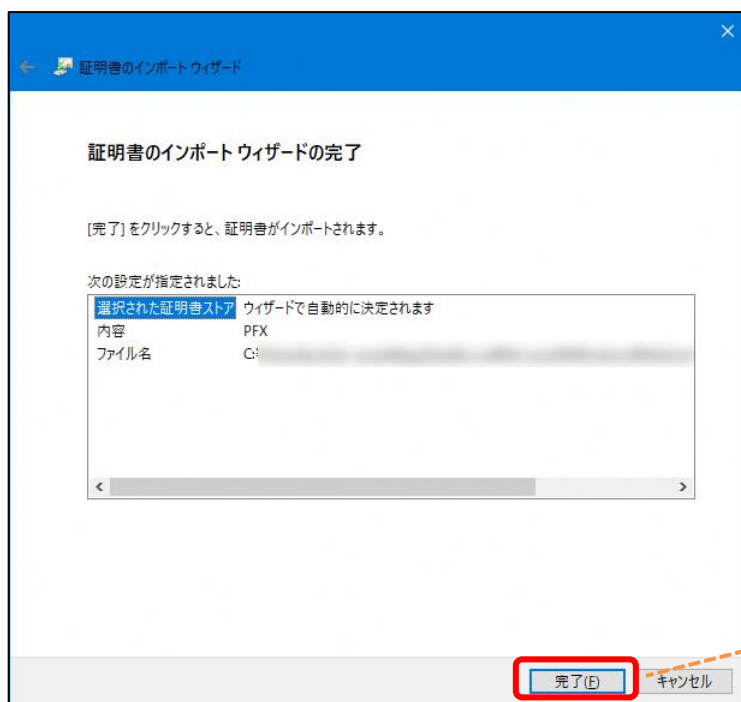 証明書のインポート ウィザード
証明書のインポート ウィザードの完了
[完了] をクリックすると、証明書がインポートされます。
次の設定が指定されました:
選択された証明書ストア ウィザードで自動的に決定されます
内容 PFX
ファイル名 C:
完了(F) キャンセル